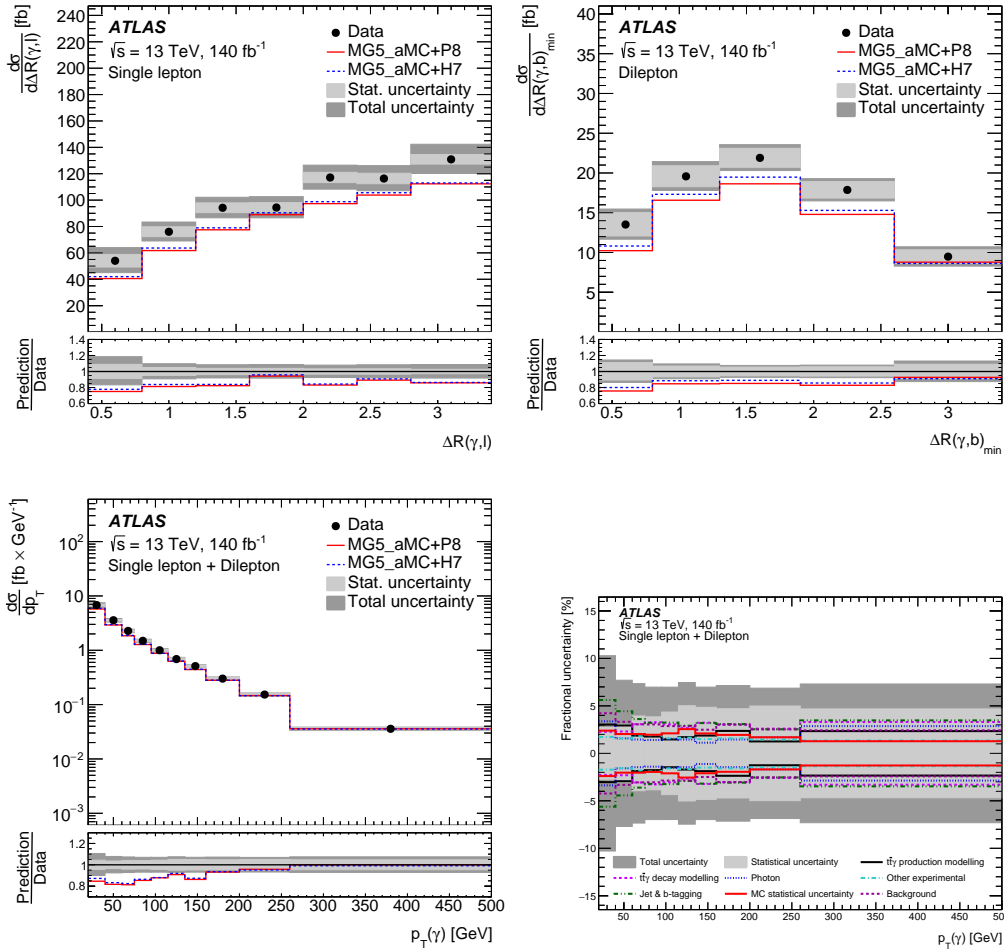 dσ/dΔR(γ,l) [fb]
ATLAS
√s = 13 TeV, 140 fb⁻¹
Single lepton
Data
MG5_aMC+P8
MG5_aMC+H7
Stat. uncertainty
Total uncertainty
240
220
200
180
160
140
120
100
80
60
40
20
0
Prediction
Data
1.4
1.2
1
0.8
0.6
0.5 1 1.5 2 2.5 3
ΔR(γ,l)
dσ/dΔR(γ,b)min [fb]
ATLAS
√s = 13 TeV, 140 fb⁻¹
Dilepton
Data
MG5_aMC+P8
MG5_aMC+H7
Stat. uncertainty
Total uncertainty
40
35
30
25
20
15
10
5
Prediction
Data
1.4
1.2
1
0.8
0.6
0.5 1 1.5 2 2.5 3
ΔR(γ,b)min
dσ/dpT [fb × GeV⁻¹]
ATLAS
√s = 13 TeV, 140 fb⁻¹
Single lepton + Dilepton
Data
MG5_aMC+P8
MG5_aMC+H7
Stat. uncertainty
Total uncertainty
10²
10
1
10⁻¹
10⁻²
10⁻³
Prediction
Data
1.2
1
0.8
50 100 150 200 250 300 350 400 450 500
pT(γ) [GeV]
Fractional uncertainty [%]
ATLAS
√s = 13 TeV, 140 fb⁻¹
Single lepton + Dilepton
15
10
5
0
−5
−10
−15
Total uncertainty
Statistical uncertainty
tt̄γ production modelling
tt̄γ decay modelling
Photon
Other experimental
Jet & b-tagging
MC statistical uncertainty
Background
50 100 150 200 250 300 350 400 450 500
pT(γ) [GeV]